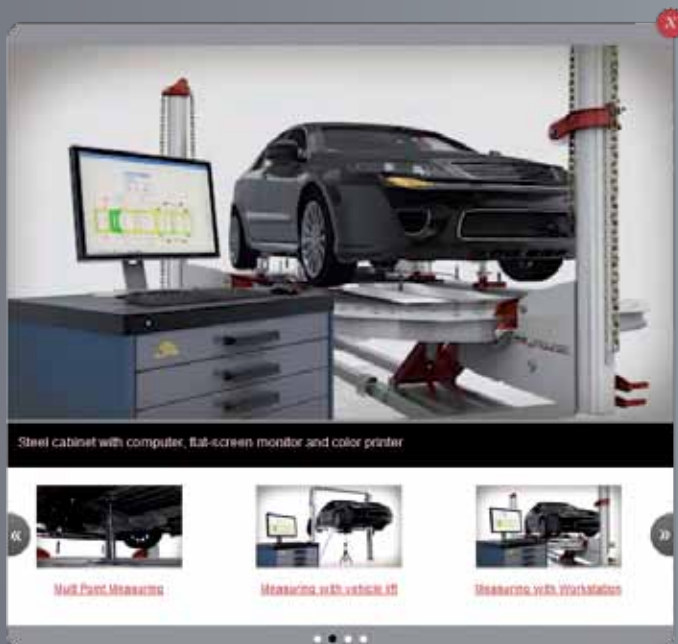 X
Steel cabinet with computer, flat-screen monitor and color printer
«
»
Multi Point Measuring
Measuring with vehicle lift
Measuring with Workstation